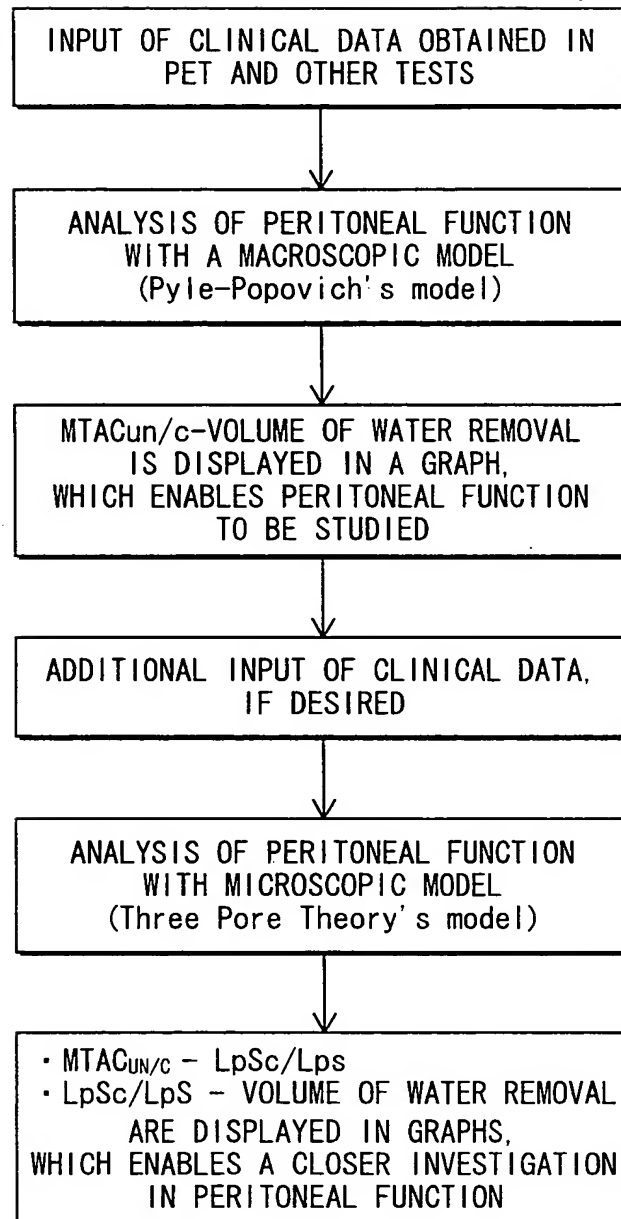 INPUT OF CLINICAL DATA OBTAINED IN
PET AND OTHER TESTS
ANALYSIS OF PERITONEAL FUNCTION
WITH A MACROSCOPIC MODEL
(Pyle-Popovich's model)
MTACun/c-VOLUME OF WATER REMOVAL
IS DISPLAYED IN A GRAPH,
WHICH ENABLES PERITONEAL FUNCTION
TO BE STUDIED
ADDITIONAL INPUT OF CLINICAL DATA,
IF DESIRED
ANALYSIS OF PERITONEAL FUNCTION
WITH MICROSCOPIC MODEL
(Three Pore Theory's model)
・MTACUN/C – LpSc/Lps
・LpSc/LpS – VOLUME OF WATER REMOVAL
ARE DISPLAYED IN GRAPHS,
WHICH ENABLES A CLOSER INVESTIGATION
IN PERITONEAL FUNCTION